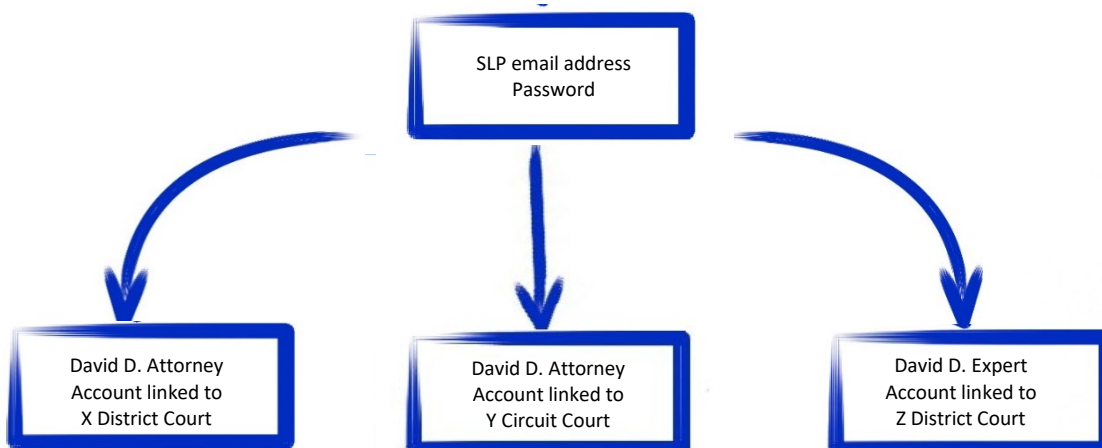 SLP email address
Password
David D. Attorney
Account linked to
X District Court
David D. Attorney
Account linked to
Y Circuit Court
David D. Expert
Account linked to
Z District Court